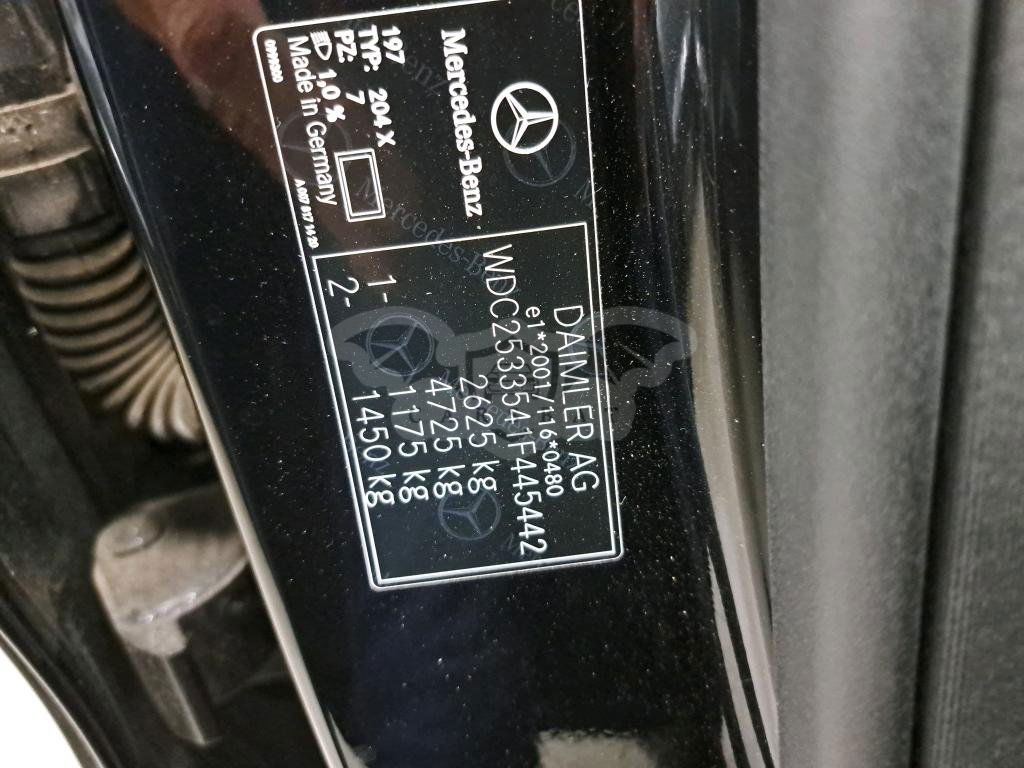 Mercedes-Benz
197
TYP: 204 X
PZ: 7
1,0 %
Made in Germany
DAIMLER AG
e1*2001/116*0480
WDC2533541F445442
2625 kg
4725 kg
1- 1175 kg
2- 1450 kg